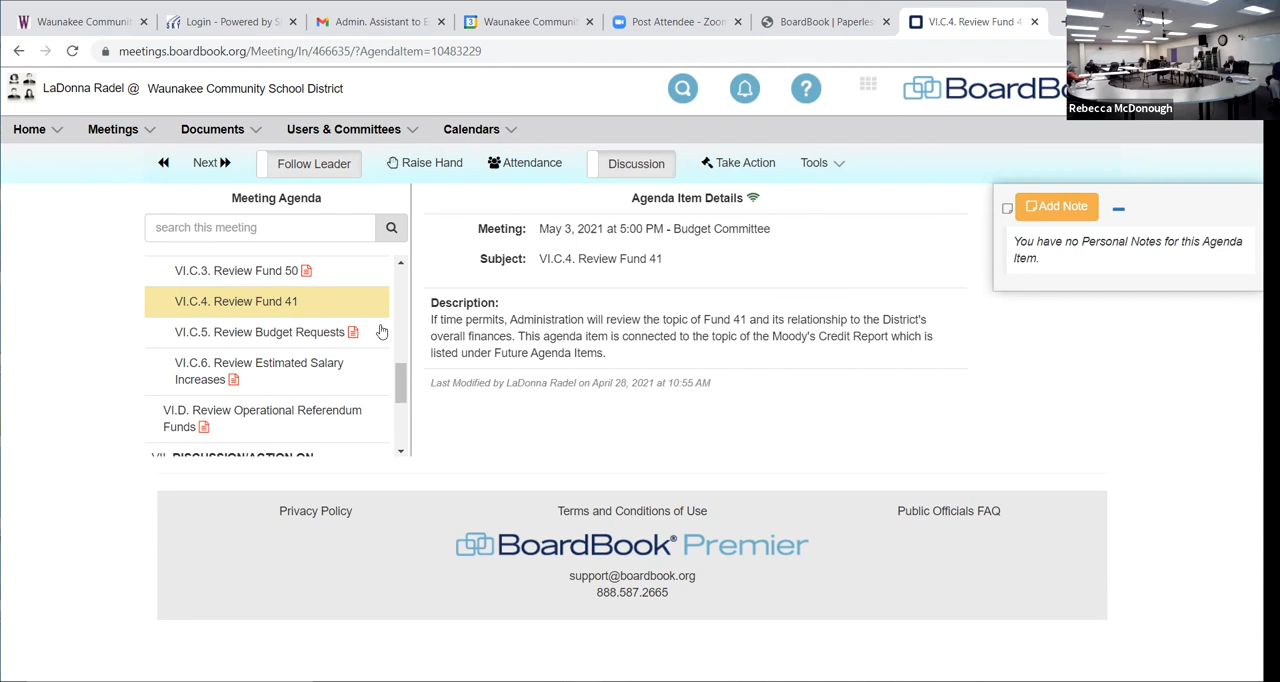 Waunakee Communit
Login - Powered by S
Admin. Assistant to E
Waunakee Communit
Post Attendee - Zoo
BoardBook | Paperles
VI.C.4. Review Fund 4
meetings.boardbook.org/Meeting/In/466635/?AgendaItem=10483229
LaDonna Radel @ Waunakee Community School District
BoardBo
Rebecca McDonough
Home Meetings Documents Users & Committees Calendars
Next Follow Leader Raise Hand Attendance Discussion Take Action Tools
Meeting Agenda
search this meeting
VI.C.3. Review Fund 50
VI.C.4. Review Fund 41
VI.C.5. Review Budget Requests
VI.C.6. Review Estimated Salary
Increases
VI.D. Review Operational Referendum
Funds
VII. DISCUSSION/ACTION ON
Agenda Item Details
Meeting: May 3, 2021 at 5:00 PM - Budget Committee
Subject: VI.C.4. Review Fund 41
Description:
If time permits, Administration will review the topic of Fund 41 and its relationship to the District's
overall finances. This agenda item is connected to the topic of the Moody's Credit Report which is
listed under Future Agenda Items.
Last Modified by LaDonna Radel on April 28, 2021 at 10:55 AM
Add Note
You have no Personal Notes for this Agenda
Item.
Privacy Policy Terms and Conditions of Use Public Officials FAQ
BoardBook® Premier
support@boardbook.org
888.587.2665